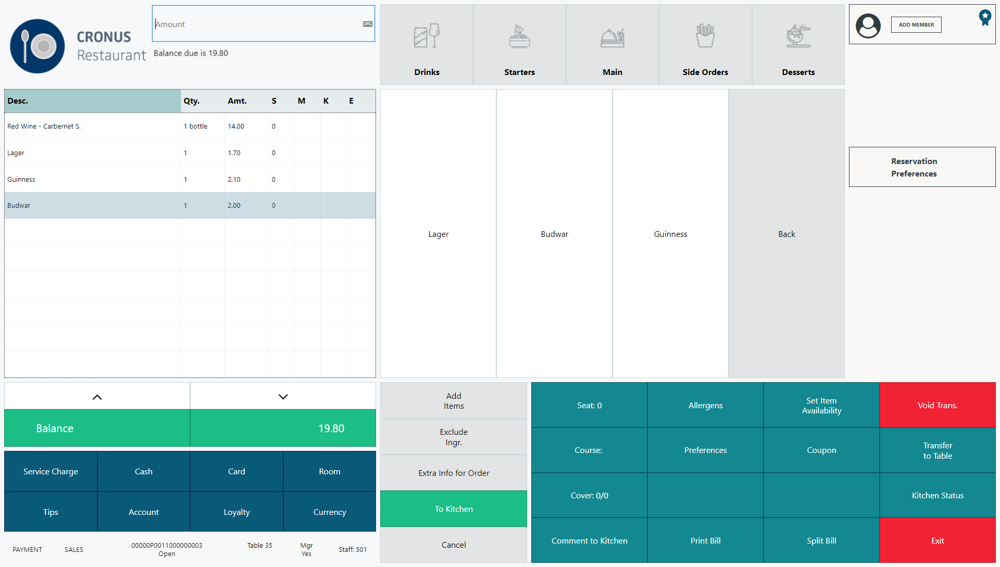 CRONUS
Restaurant
Amount
Balance due is 19.80
Drinks
Starters
Main
Side Orders
Desserts
ADD MEMBER
Desc. Qty. Amt. S M K E
Red Wine - Carbernet S. 1 bottle 14.00 0
Lager 1 1.70 0
Guinness 1 2.10 0
Budwar 1 2.00 0
Lager
Budwar
Guinness
Back
Reservation
Preferences
Balance 19.80
Service Charge
Cash
Card
Room
Tips
Account
Loyalty
Currency
Add
Items
Exclude
Ingr.
Extra Info for Order
To Kitchen
Cancel
Seat: 0
Allergens
Set Item
Availability
Void Trans.
Course:
Preferences
Coupon
Transfer
to Table
Cover: 0/0
Kitchen Status
Comment to Kitchen
Print Bill
Split Bill
Exit
PAYMENT
SALES
00000P0011000000003
Open
Table 35
Mgr
Yes
Staff: 501